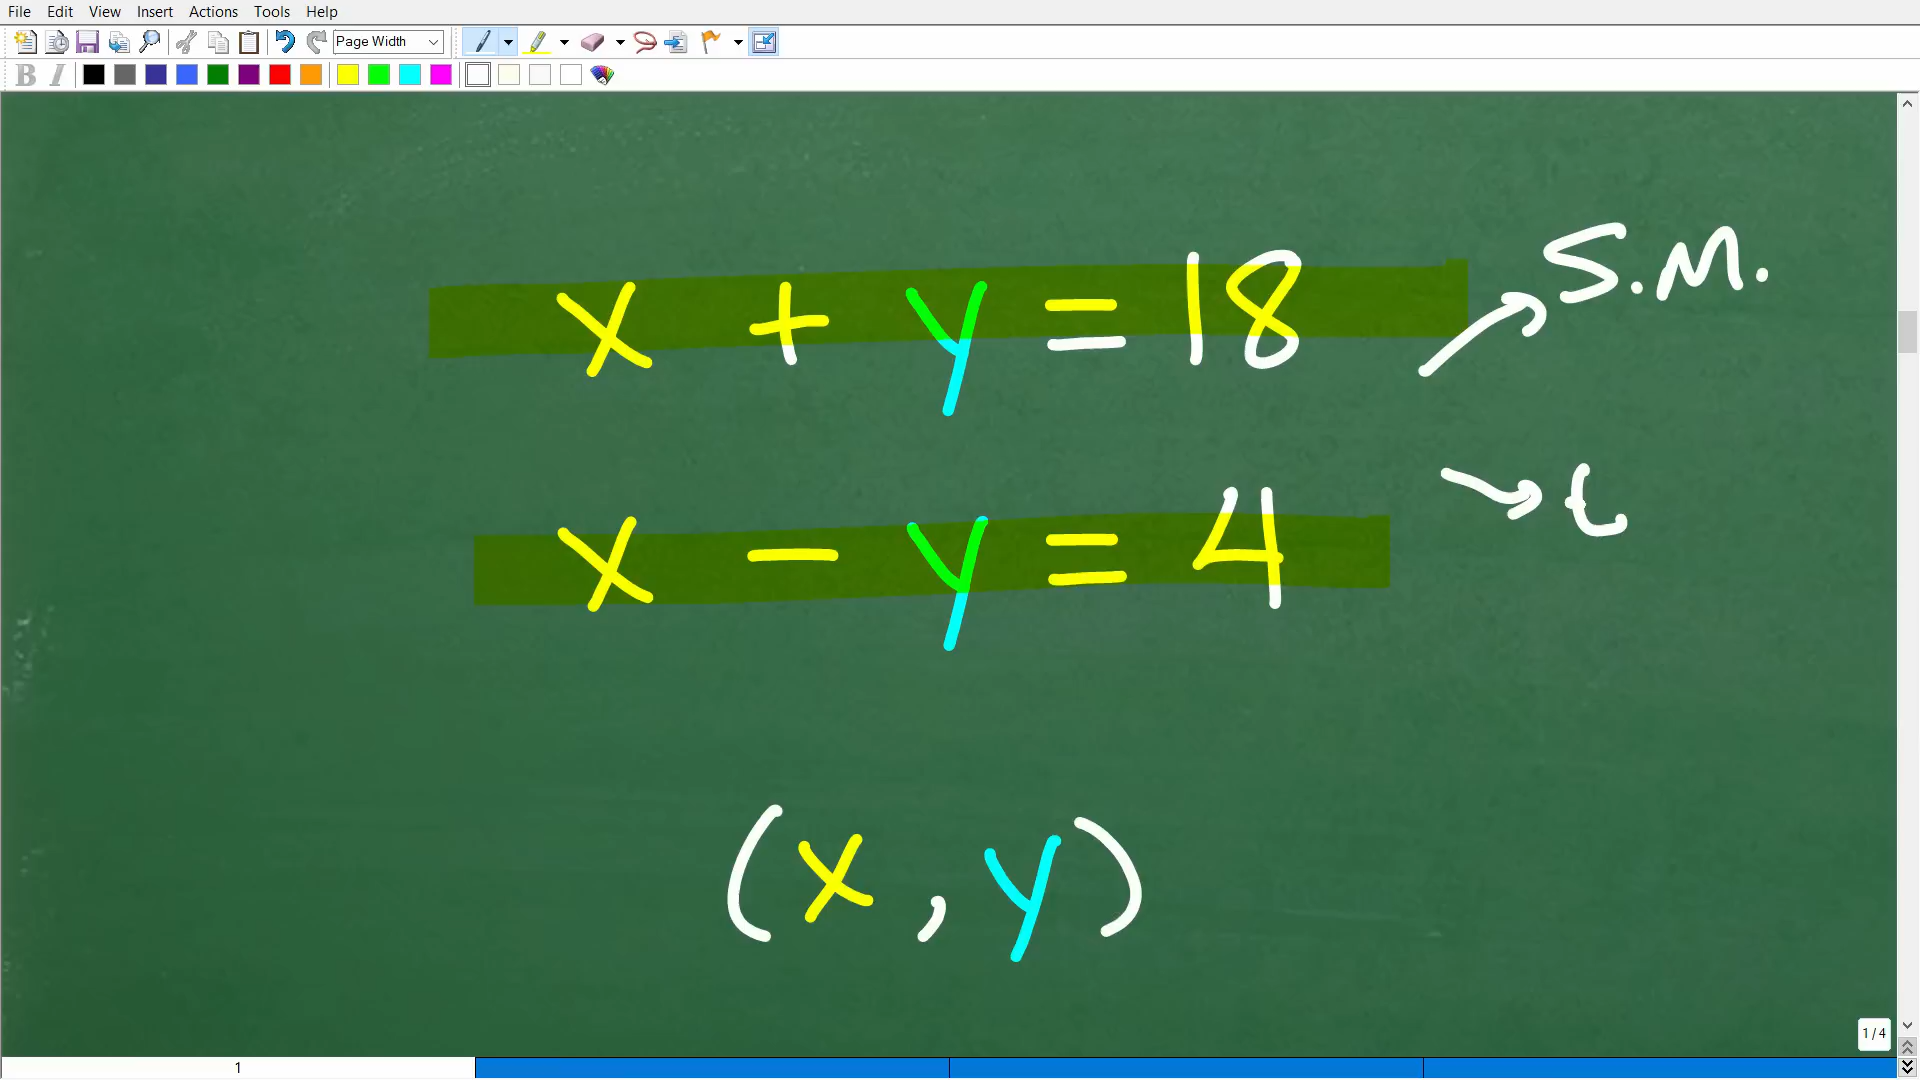 File Edit View Insert Actions Tools Help
Page Width
B I
x + y = 18
S.M.
x - y = 4
(x, y)
1 / 4
1